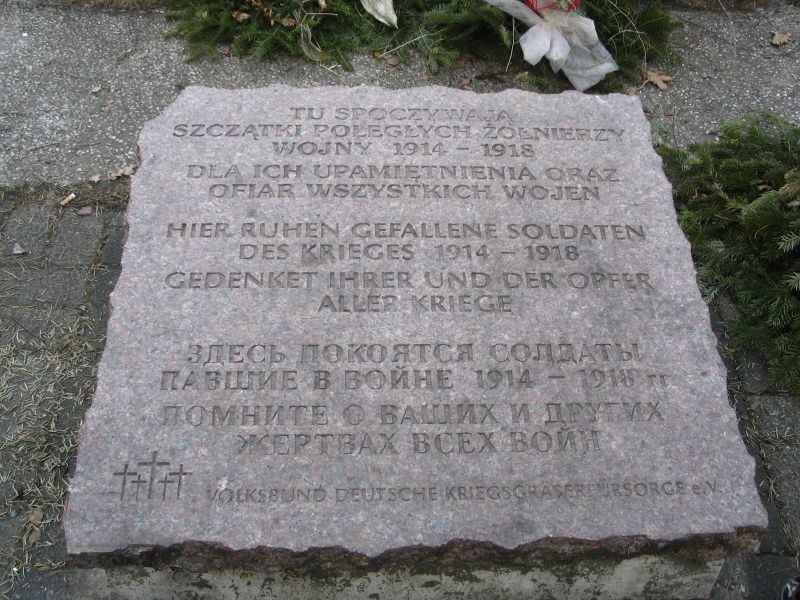 TU SPOCZYWAJĄ
SZCZĄTKI POLEGŁYCH ŻOŁNIERZY
WOJNY 1914 – 1918
DLA ICH UPAMIĘTNIENIA ORAZ
OFIAR WSZYSTKICH WOJEN
HIER RUHEN GEFALLENE SOLDATEN
DES KRIEGES 1914 – 1918
GEDENKET IHRER UND DER OPFER
ALLER KRIEGE
ЗДЕСЬ ПОКОЯТСЯ СОЛДАТЫ
ПАВШИЕ В ВОЙНЕ 1914 – 1918 гг.
ПОМНИТЕ О ВАШИХ И ДРУГИХ
ЖЕРТВАХ ВСЕХ ВОЙН
VOLKSBUND DEUTSCHE KRIEGSGRÄBERFÜRSORGE e.V.